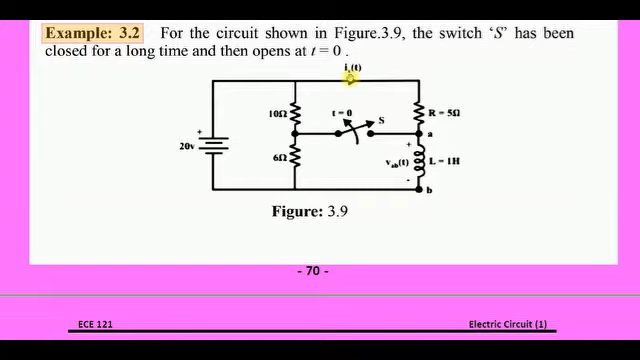 Example: 3.2 For the circuit shown in Figure.3.9, the switch ‘S’ has been
closed for a long time and then opens at t = 0 .
i(t)
10Ω
t = 0
S
R = 5Ω
a
20v
+
6Ω
+
v_ab(t)
L = 1H
-
b
Figure: 3.9
- 70 -
ECE 121
Electric Circuit (1)